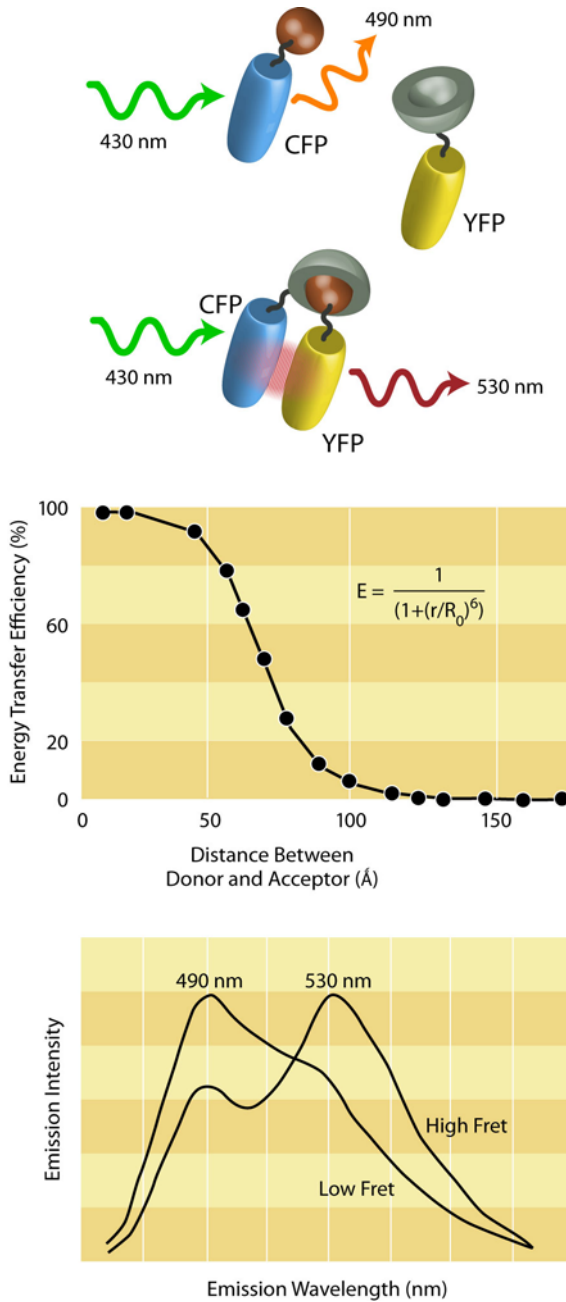 490 nm
430 nm
CFP
YFP
CFP
430 nm
530 nm
YFP
Energy Transfer Efficiency (%)
100
60
20
0
E = 1
(1+(r/R₀)⁶)
0 50 100 150
Distance Between
Donor and Acceptor (Å)
Emission Intensity
490 nm 530 nm
High Fret
Low Fret
Emission Wavelength (nm)